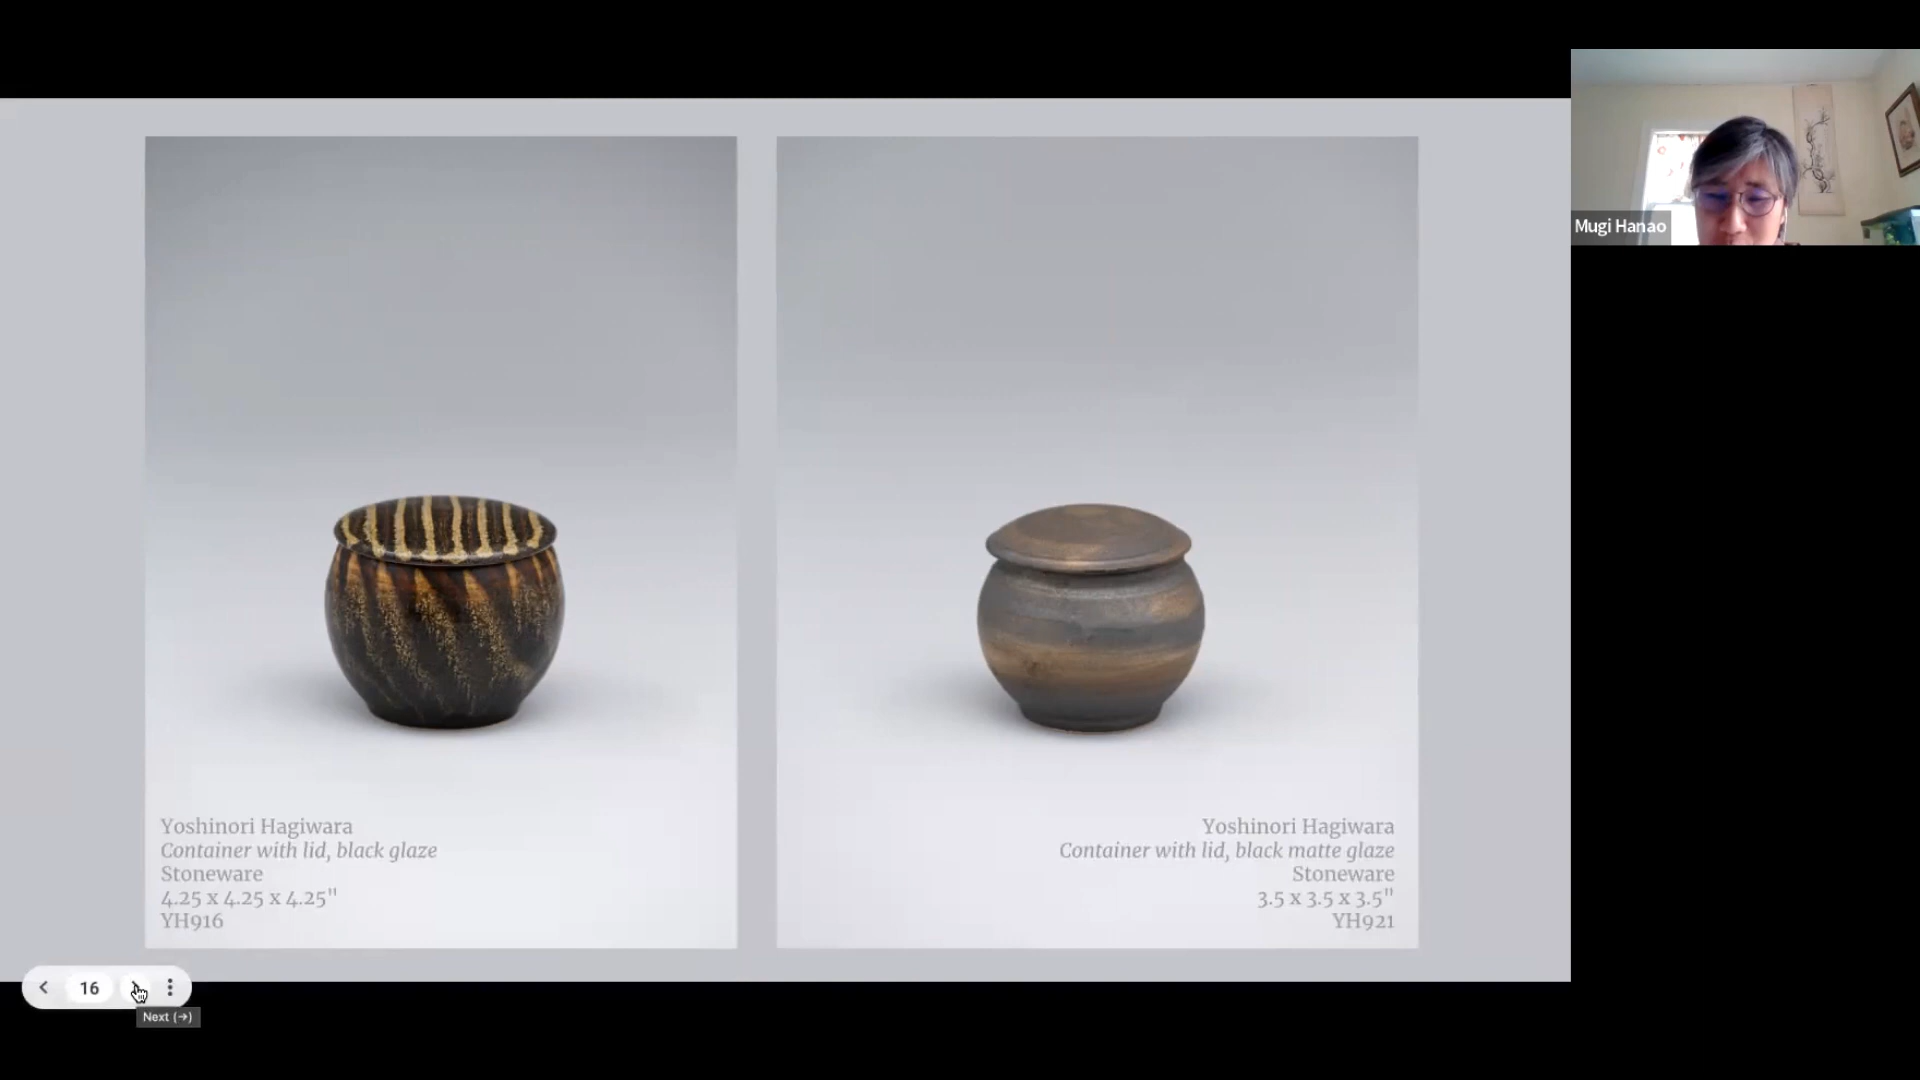 Mugi Hanao
Yoshinori Hagiwara
Container with lid, black glaze
Stoneware
4.25 x 4.25 x 4.25"
YH916
Yoshinori Hagiwara
Container with lid, black matte glaze
Stoneware
3.5 x 3.5 x 3.5"
YH921
16
Next (→)